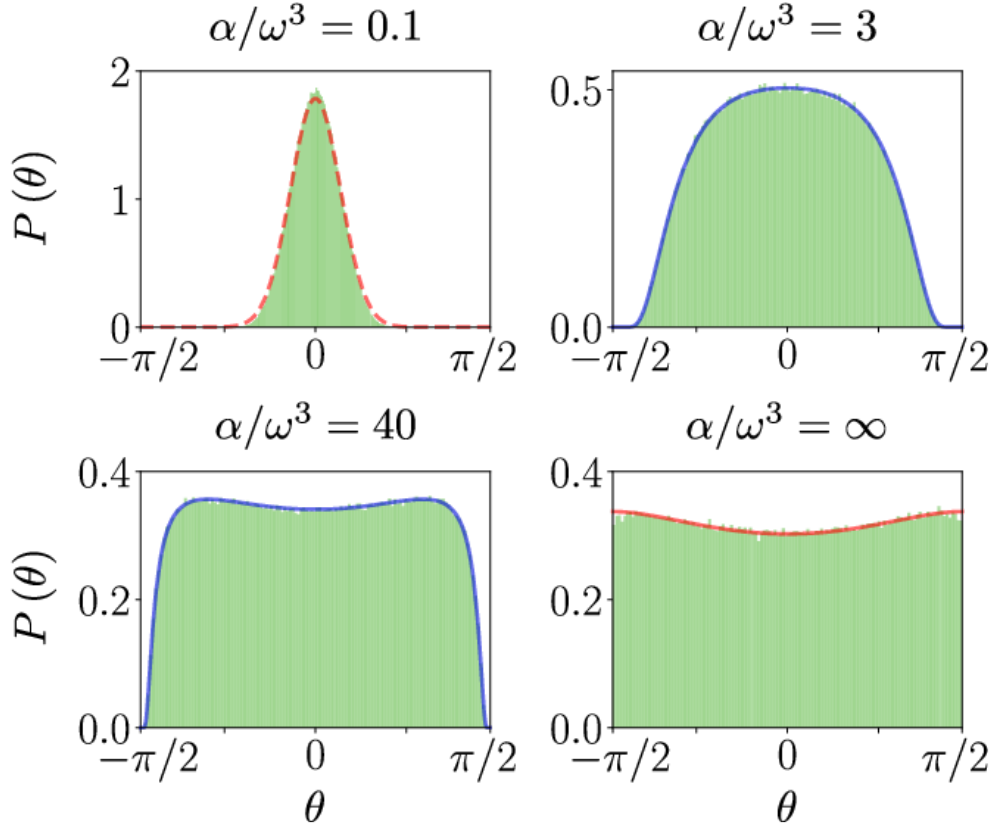 α/ω³ = 0.1
α/ω³ = 3
P (θ)
2
1
0
−π/2 0 π/2
0.5
0.0
−π/2 0 π/2
α/ω³ = 40
α/ω³ = ∞
P (θ)
0.4
0.2
0.0
−π/2 0 π/2
θ
0.4
0.2
0.0
−π/2 0 π/2
θ